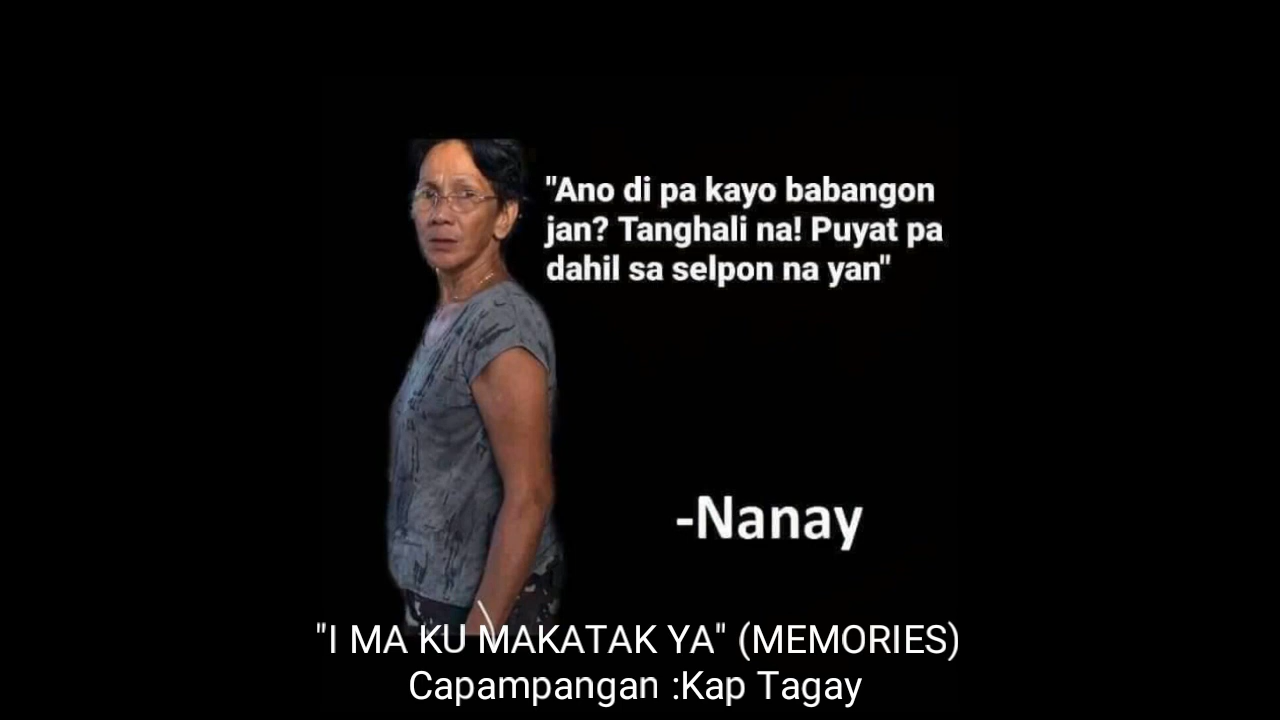 "Ano di pa kayo babangon
jan? Tanghali na! Puyat pa
dahil sa selpon na yan"
-Nanay
"I MA KU MAKATAK YA" (MEMORIES)
Capampangan :Kap Tagay